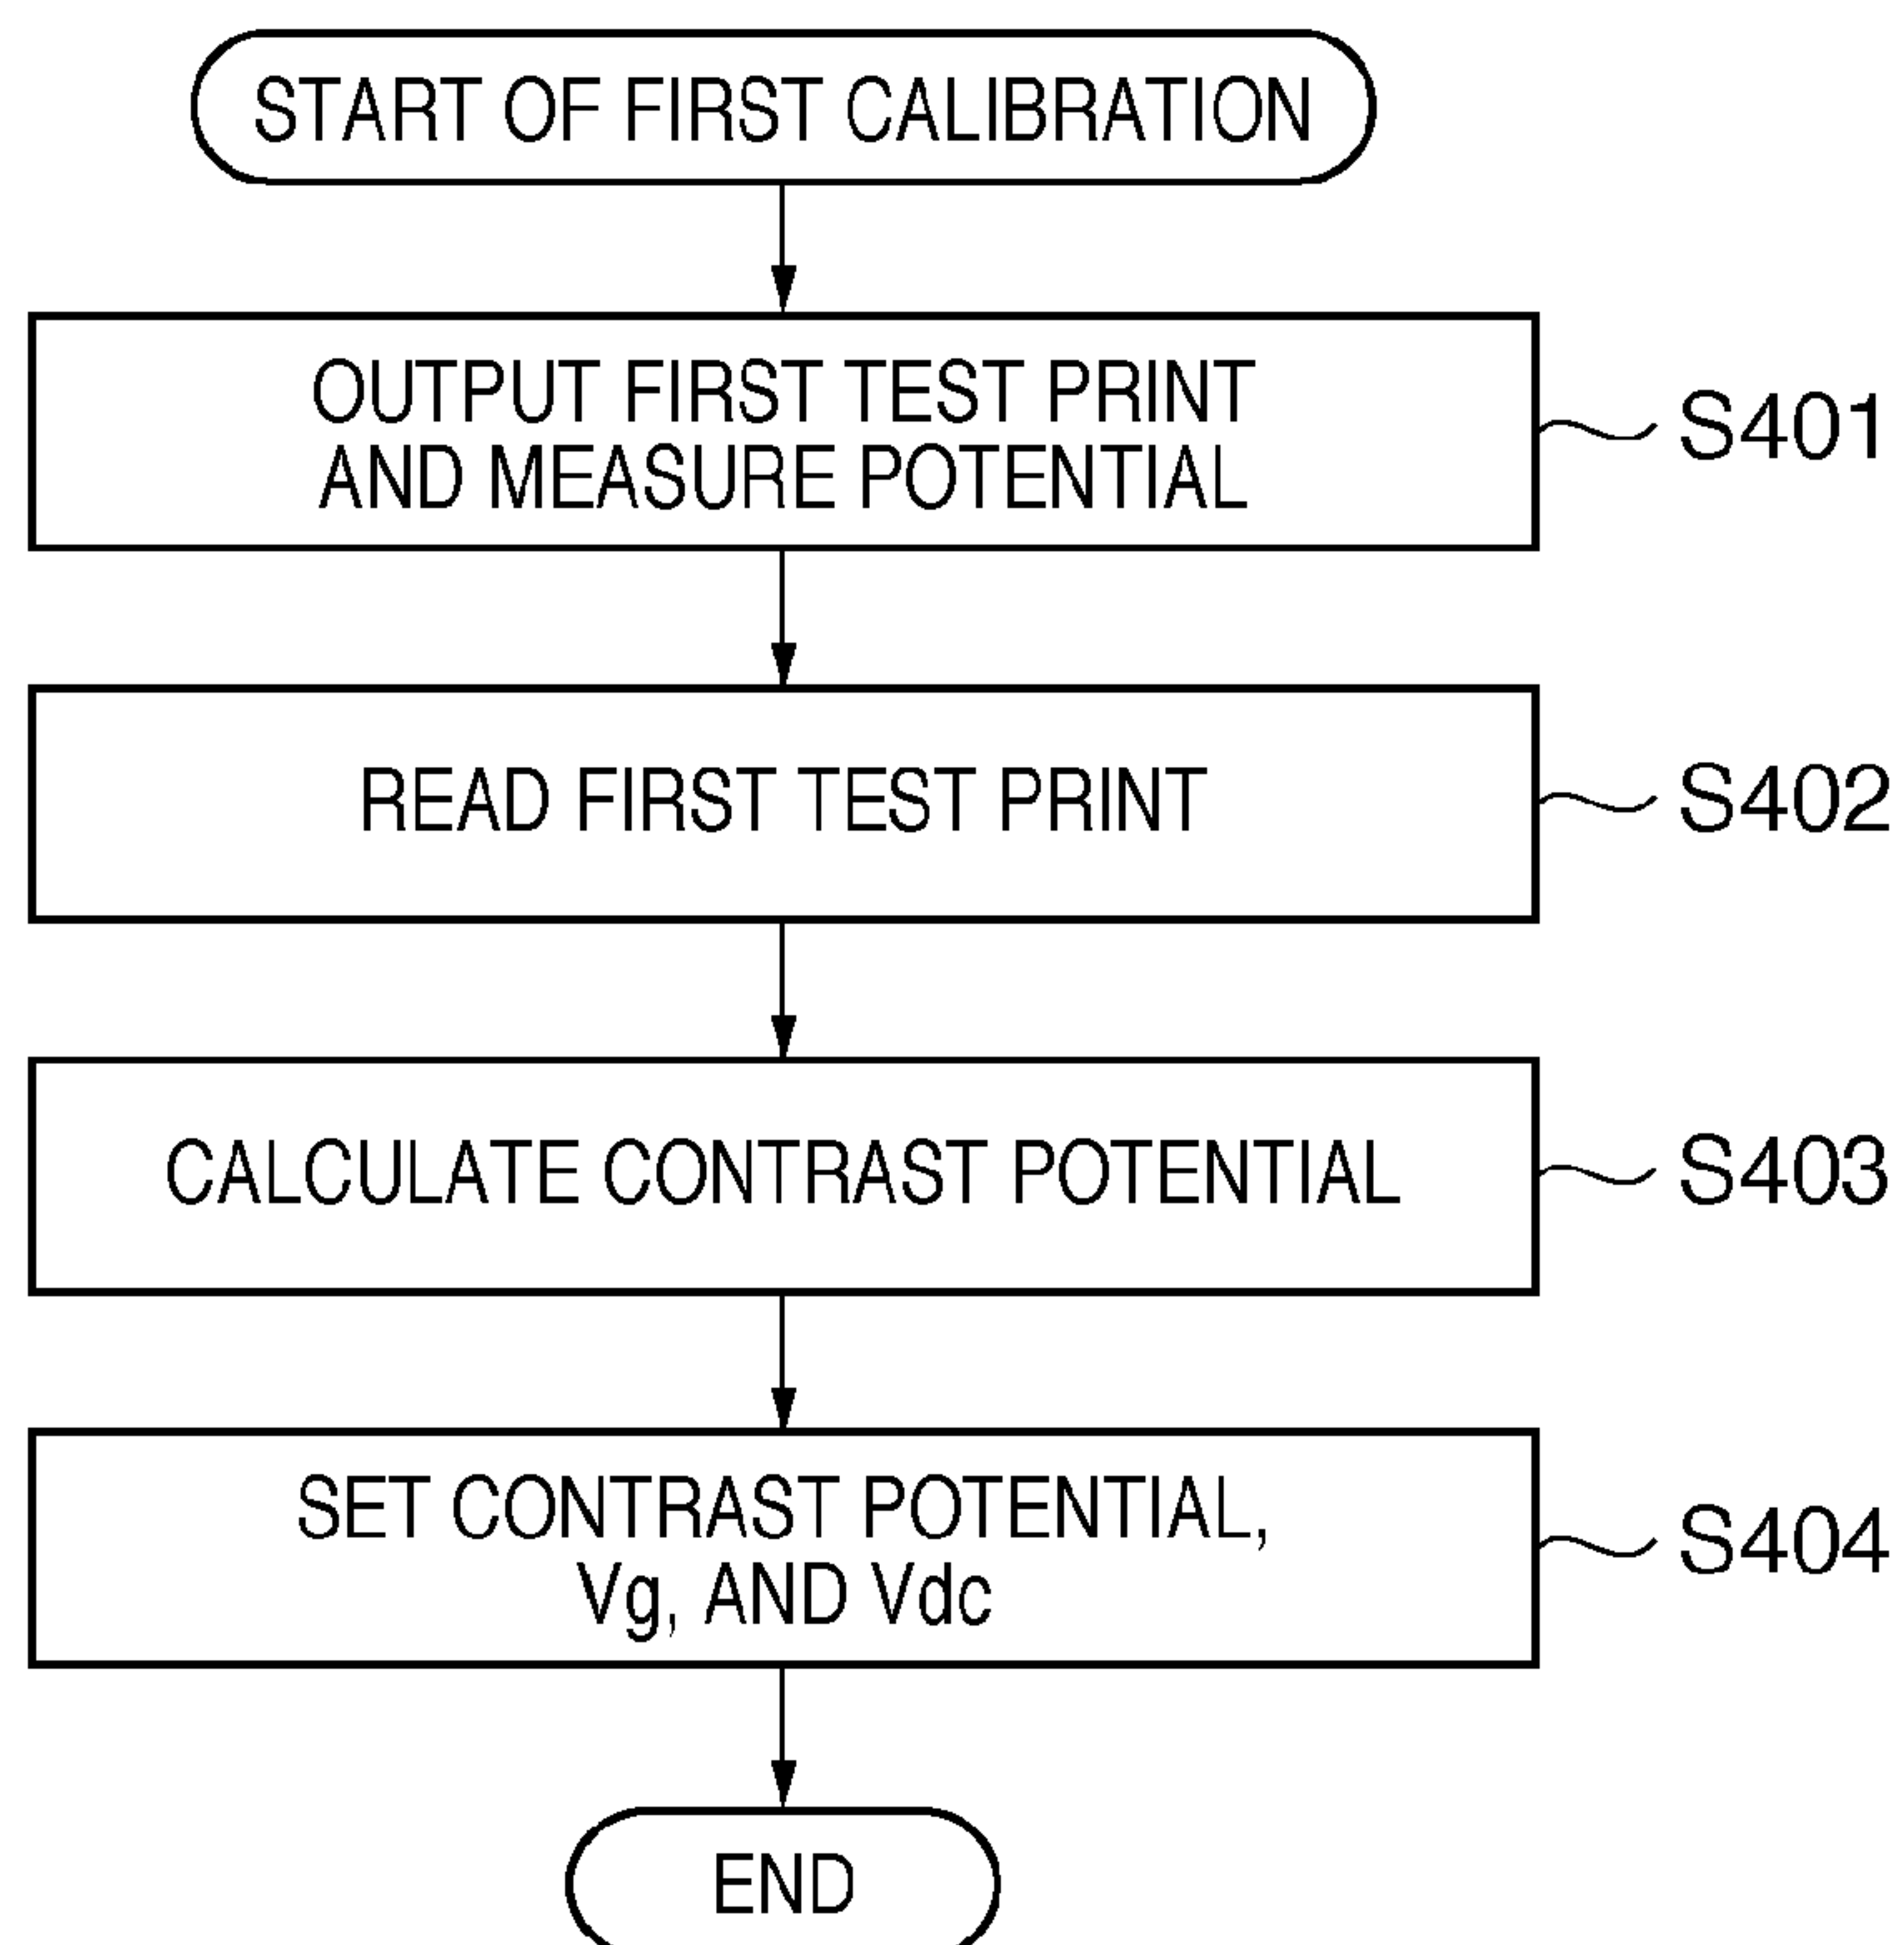 START OF FIRST CALIBRATION
OUTPUT FIRST TEST PRINT
AND MEASURE POTENTIAL
S401
READ FIRST TEST PRINT
S402
CALCULATE CONTRAST POTENTIAL
S403
SET CONTRAST POTENTIAL,
Vg, AND Vdc
S404
END